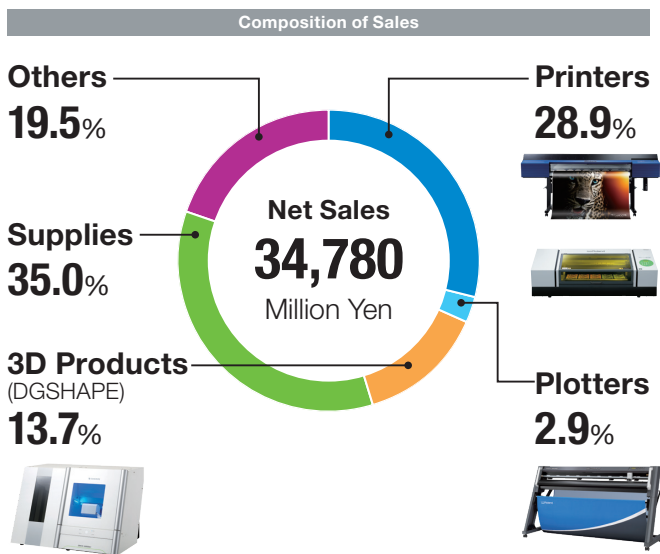 Composition of Sales
Others
19.5%
Printers
28.9%
Net Sales
34,780
Million Yen
Supplies
35.0%
3D Products
(DGSHAPE)
13.7%
Plotters
2.9%